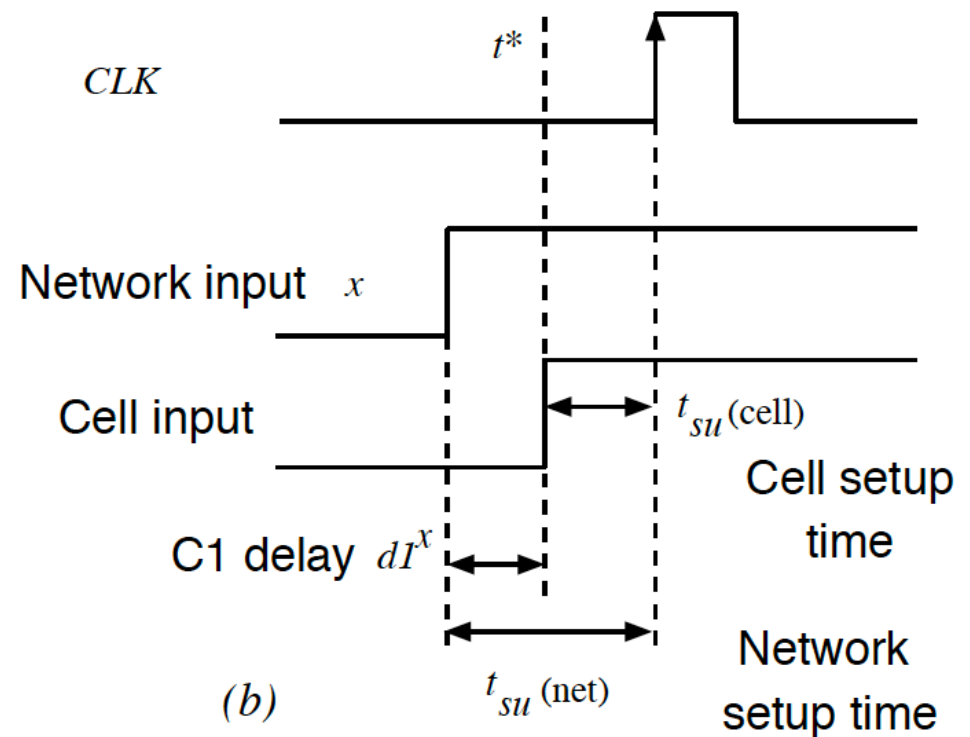 t*
CLK
Network input x
Cell input
t_su (cell)
Cell setup
time
C1 delay d1^x
Network
setup time
t_su (net)
(b)